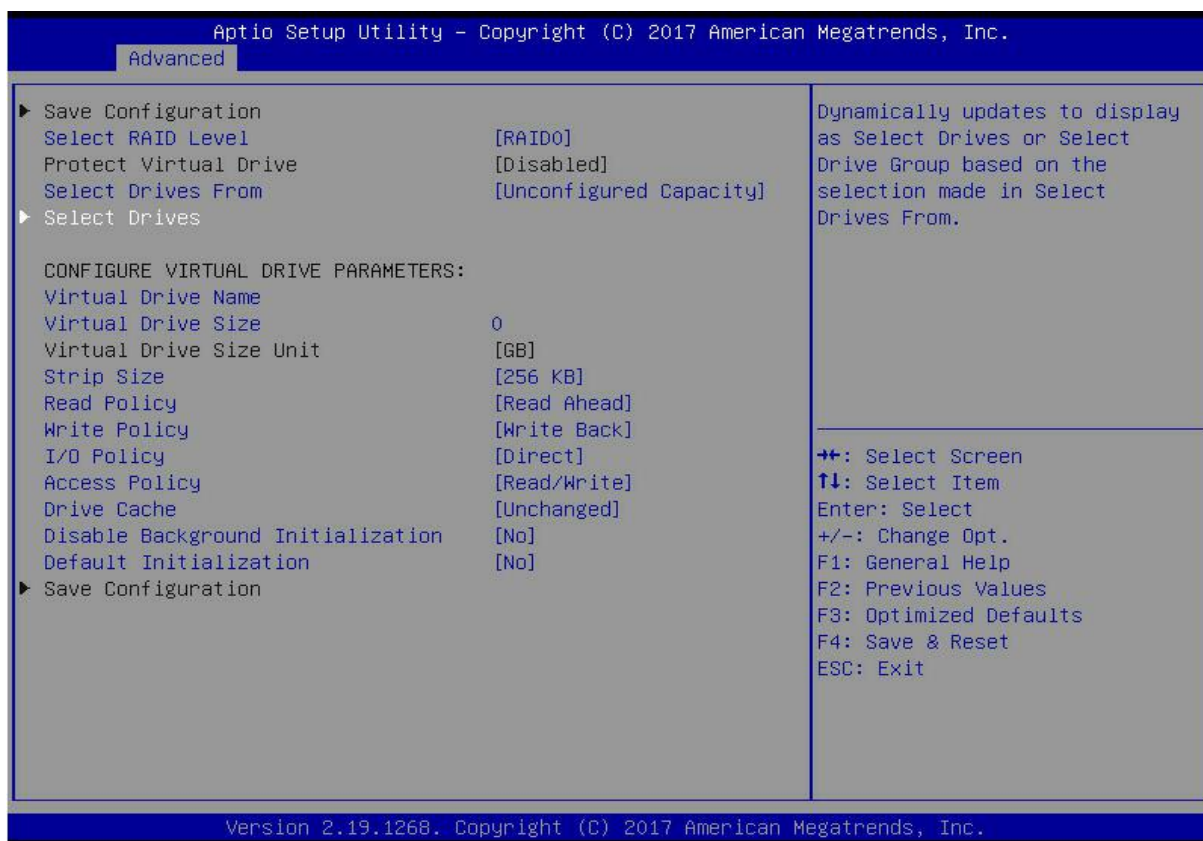 Aptio Setup Utility – Copyright (C) 2017 American Megatrends, Inc.
Advanced
▶ Save Configuration
Select RAID Level [RAID0]
Protect Virtual Drive [Disabled]
Select Drives From [Unconfigured Capacity]
▶ Select Drives
CONFIGURE VIRTUAL DRIVE PARAMETERS:
Virtual Drive Name
Virtual Drive Size 0
Virtual Drive Size Unit [GB]
Strip Size [256 KB]
Read Policy [Read Ahead]
Write Policy [Write Back]
I/O Policy [Direct]
Access Policy [Read/Write]
Drive Cache [Unchanged]
Disable Background Initialization [No]
Default Initialization [No]
▶ Save Configuration
Dynamically updates to display
as Select Drives or Select
Drive Group based on the
selection made in Select
Drives From.
→←: Select Screen
↑↓: Select Item
Enter: Select
+/-: Change Opt.
F1: General Help
F2: Previous Values
F3: Optimized Defaults
F4: Save & Reset
ESC: Exit
Version 2.19.1268. Copyright (C) 2017 American Megatrends, Inc.